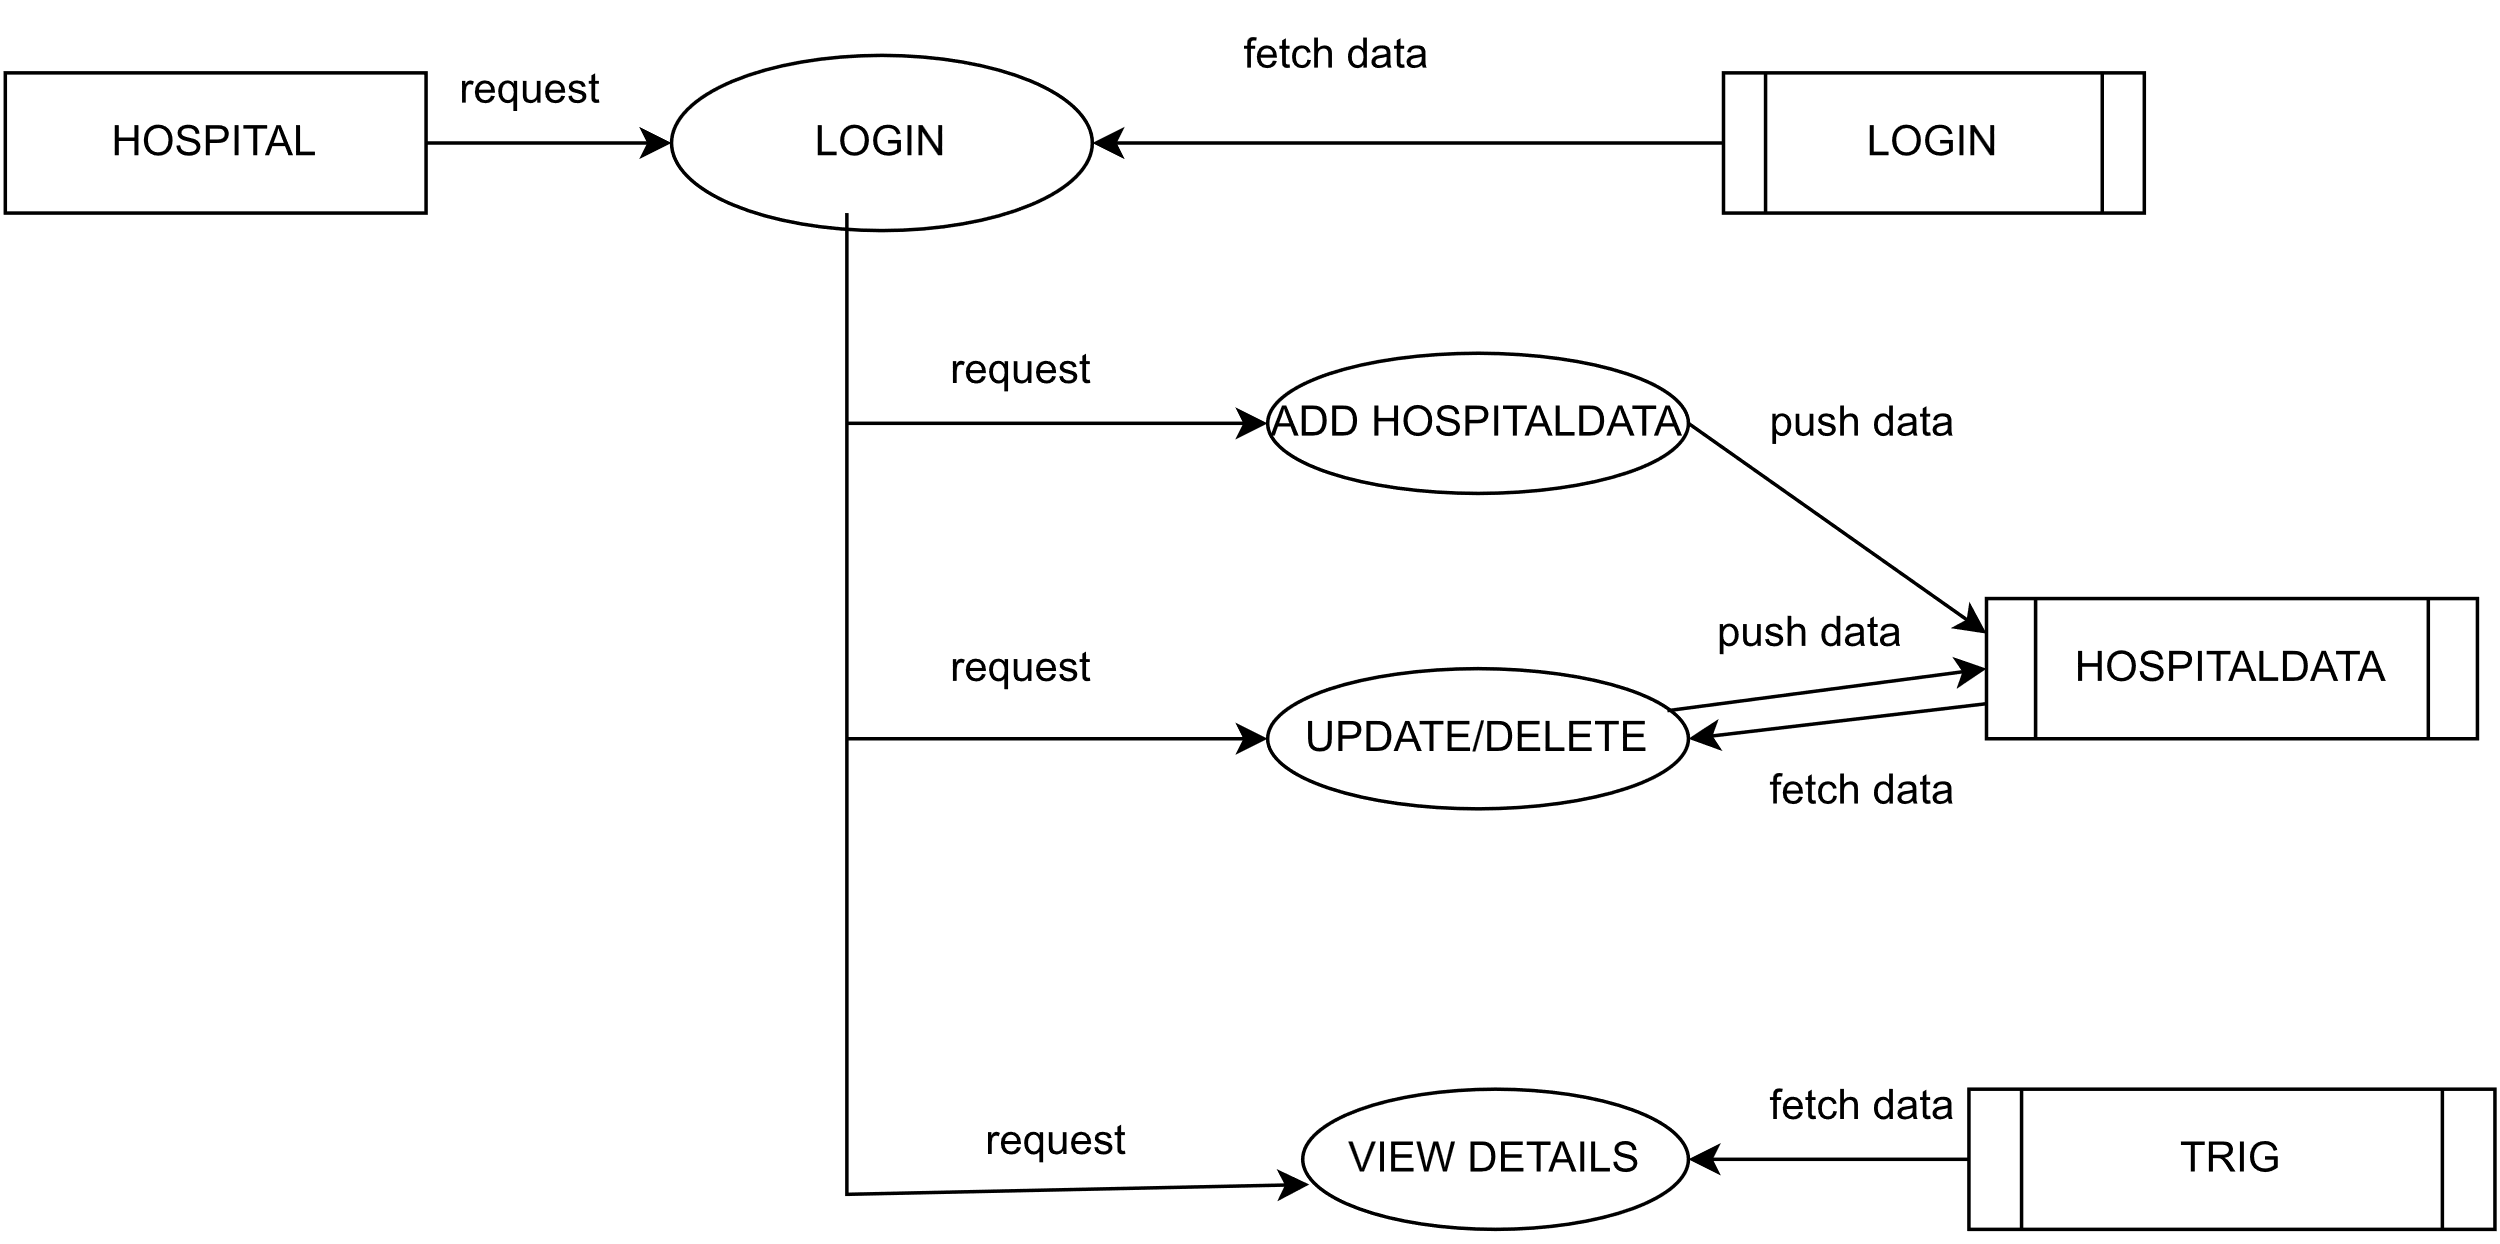 fetch data
request
HOSPITAL
LOGIN
LOGIN
request
ADD HOSPITALDATA
push data
push data
request
HOSPITALDATA
UPDATE/DELETE
fetch data
fetch data
request
VIEW DETAILS
TRIG